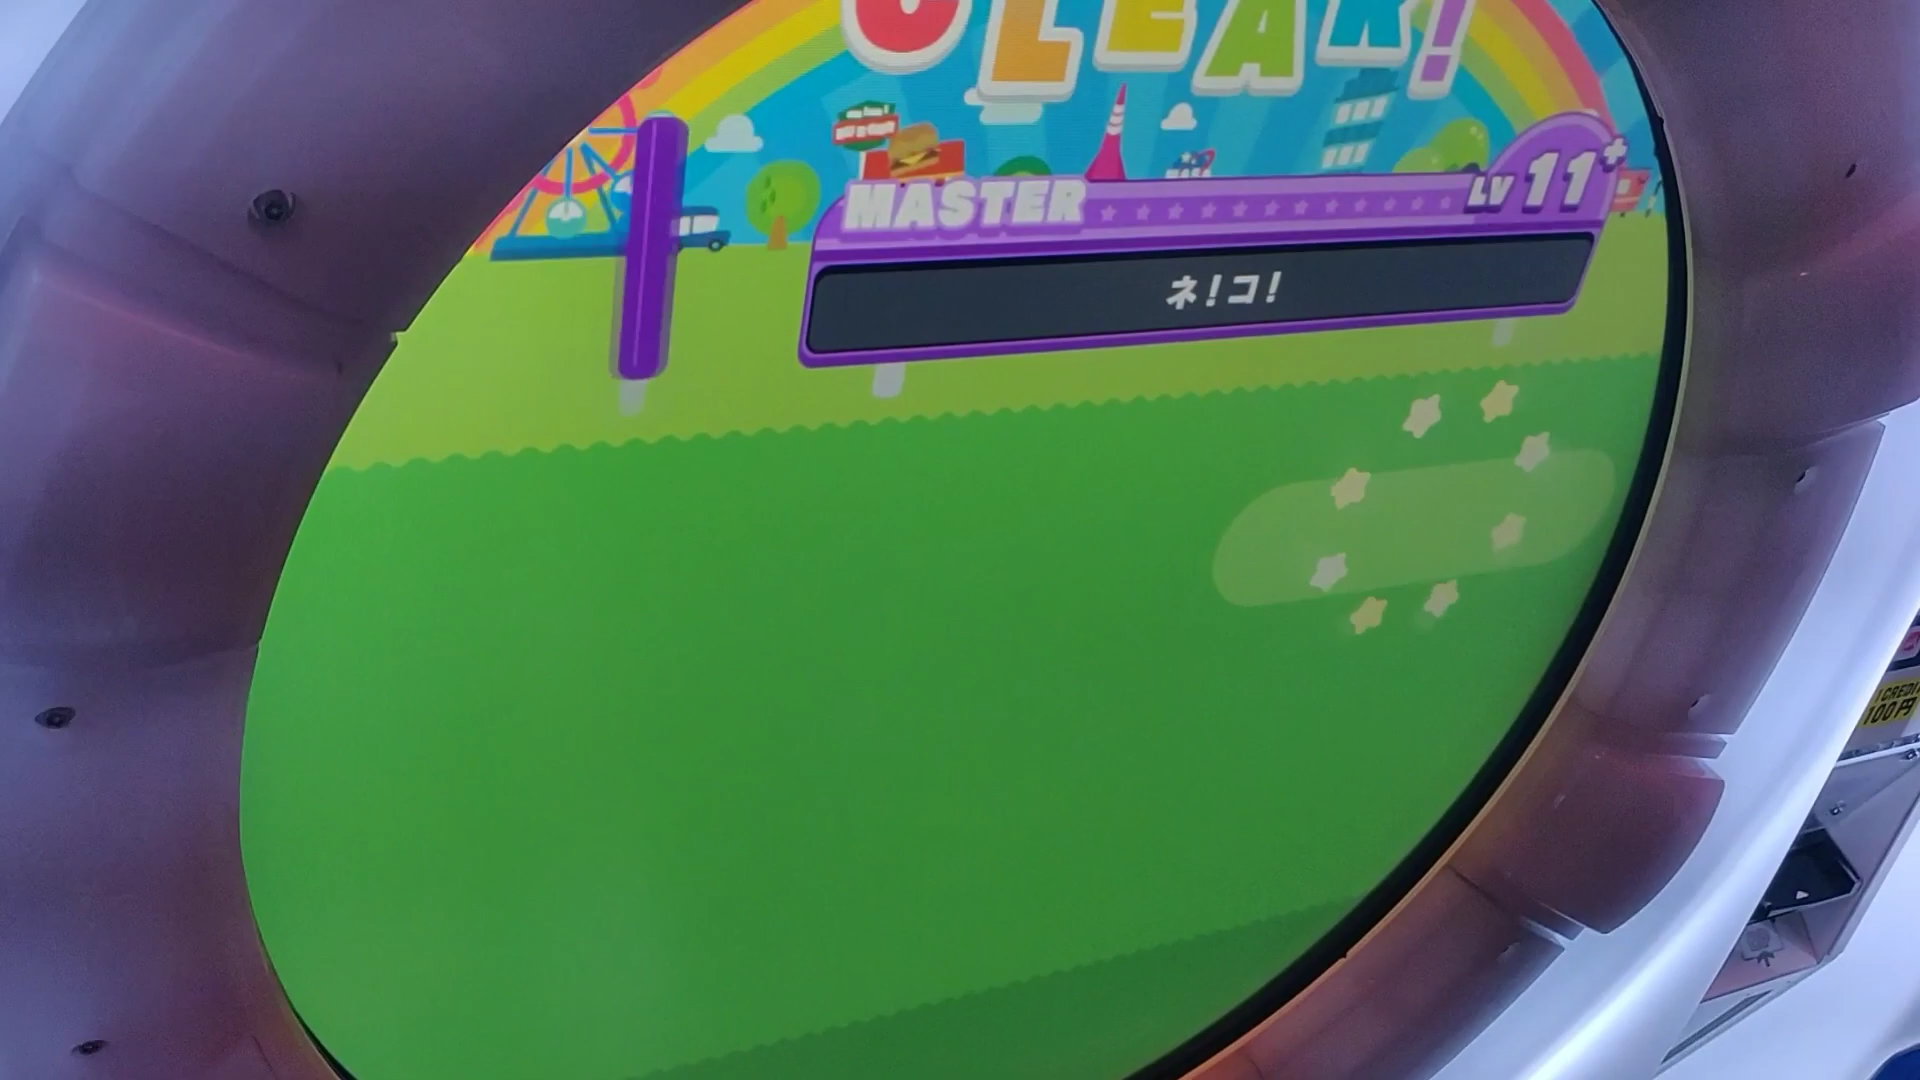 CLEAR!
MASTER LV 11+
ネ!コ!
1 CREDIT
100円